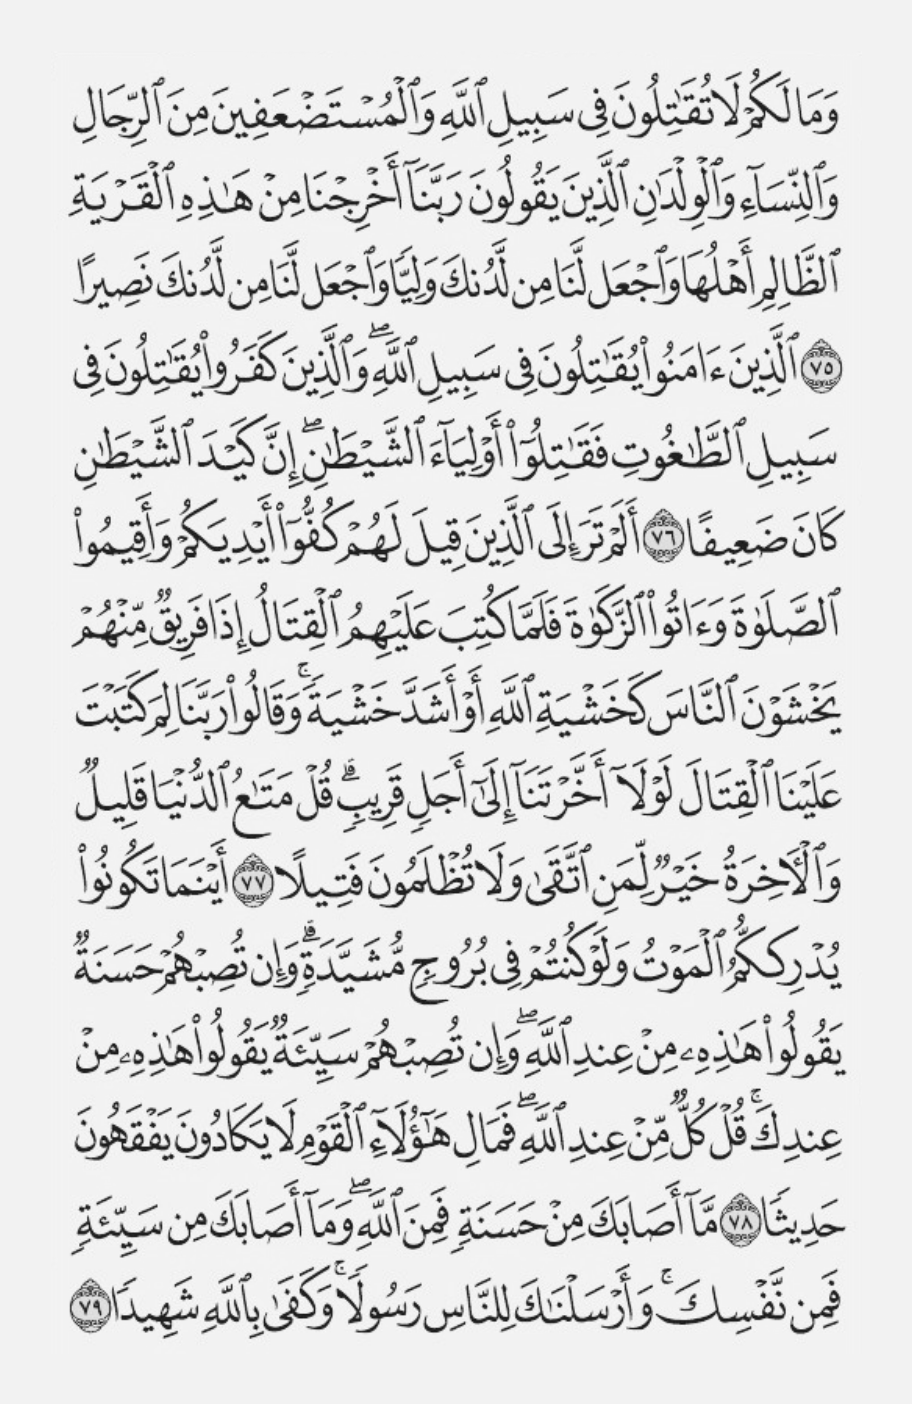 وَمَا لَكُمْ لَا تُقَٰتِلُونَ فِى سَبِيلِ ٱللَّهِ وَٱلْمُسْتَضْعَفِينَ مِنَ ٱلرِّجَالِ
وَٱلنِّسَآءِ وَٱلْوِلْدَٰنِ ٱلَّذِينَ يَقُولُونَ رَبَّنَآ أَخْرِجْنَا مِنْ هَٰذِهِ ٱلْقَرْيَةِ
ٱلظَّالِمِ أَهْلُهَا وَٱجْعَل لَّنَا مِن لَّدُنكَ وَلِيًّا وَٱجْعَل لَّنَا مِن لَّدُنكَ نَصِيرًا
٧٥ ٱلَّذِينَ ءَامَنُوا۟ يُقَٰتِلُونَ فِى سَبِيلِ ٱللَّهِ ۖ وَٱلَّذِينَ كَفَرُوا۟ يُقَٰتِلُونَ فِى
سَبِيلِ ٱلطَّٰغُوتِ فَقَٰتِلُوٓا۟ أَوْلِيَآءَ ٱلشَّيْطَٰنِ ۖ إِنَّ كَيْدَ ٱلشَّيْطَٰنِ
كَانَ ضَعِيفًا ٧٦ أَلَمْ تَرَ إِلَى ٱلَّذِينَ قِيلَ لَهُمْ كُفُّوٓا۟ أَيْدِيَكُمْ وَأَقِيمُوا۟
ٱلصَّلَوٰةَ وَءَاتُوا۟ ٱلزَّكَوٰةَ فَلَمَّا كُتِبَ عَلَيْهِمُ ٱلْقِتَالُ إِذَا فَرِيقٌ مِّنْهُمْ
يَخْشَوْنَ ٱلنَّاسَ كَخَشْيَةِ ٱللَّهِ أَوْ أَشَدَّ خَشْيَةً ۚ وَقَالُوا۟ رَبَّنَا لِمَ كَتَبْتَ
عَلَيْنَا ٱلْقِتَالَ لَوْلَآ أَخَّرْتَنَآ إِلَىٰٓ أَجَلٍ قَرِيبٍ ۗ قُلْ مَتَٰعُ ٱلدُّنْيَا قَلِيلٌ
وَٱلْءَاخِرَةُ خَيْرٌ لِّمَنِ ٱتَّقَىٰ وَلَا تُظْلَمُونَ فَتِيلًا ٧٧ أَيْنَمَا تَكُونُوا۟
يُدْرِككُّمُ ٱلْمَوْتُ وَلَوْ كُنتُمْ فِى بُرُوجٍ مُّشَيَّدَةٍ ۗ وَإِن تُصِبْهُمْ حَسَنَةٌ
يَقُولُوا۟ هَٰذِهِۦ مِنْ عِندِ ٱللَّهِ ۖ وَإِن تُصِبْهُمْ سَيِّئَةٌ يَقُولُوا۟ هَٰذِهِۦ مِنْ
عِندِكَ ۚ قُلْ كُلٌّ مِّنْ عِندِ ٱللَّهِ ۖ فَمَالِ هَٰٓؤُلَآءِ ٱلْقَوْمِ لَا يَكَادُونَ يَفْقَهُونَ
حَدِيثًا ٧٨ مَّآ أَصَابَكَ مِنْ حَسَنَةٍ فَمِنَ ٱللَّهِ ۖ وَمَآ أَصَابَكَ مِن سَيِّئَةٍ
فَمِن نَّفْسِكَ ۚ وَأَرْسَلْنَٰكَ لِلنَّاسِ رَسُولًا ۚ وَكَفَىٰ بِٱللَّهِ شَهِيدًا ٧٩